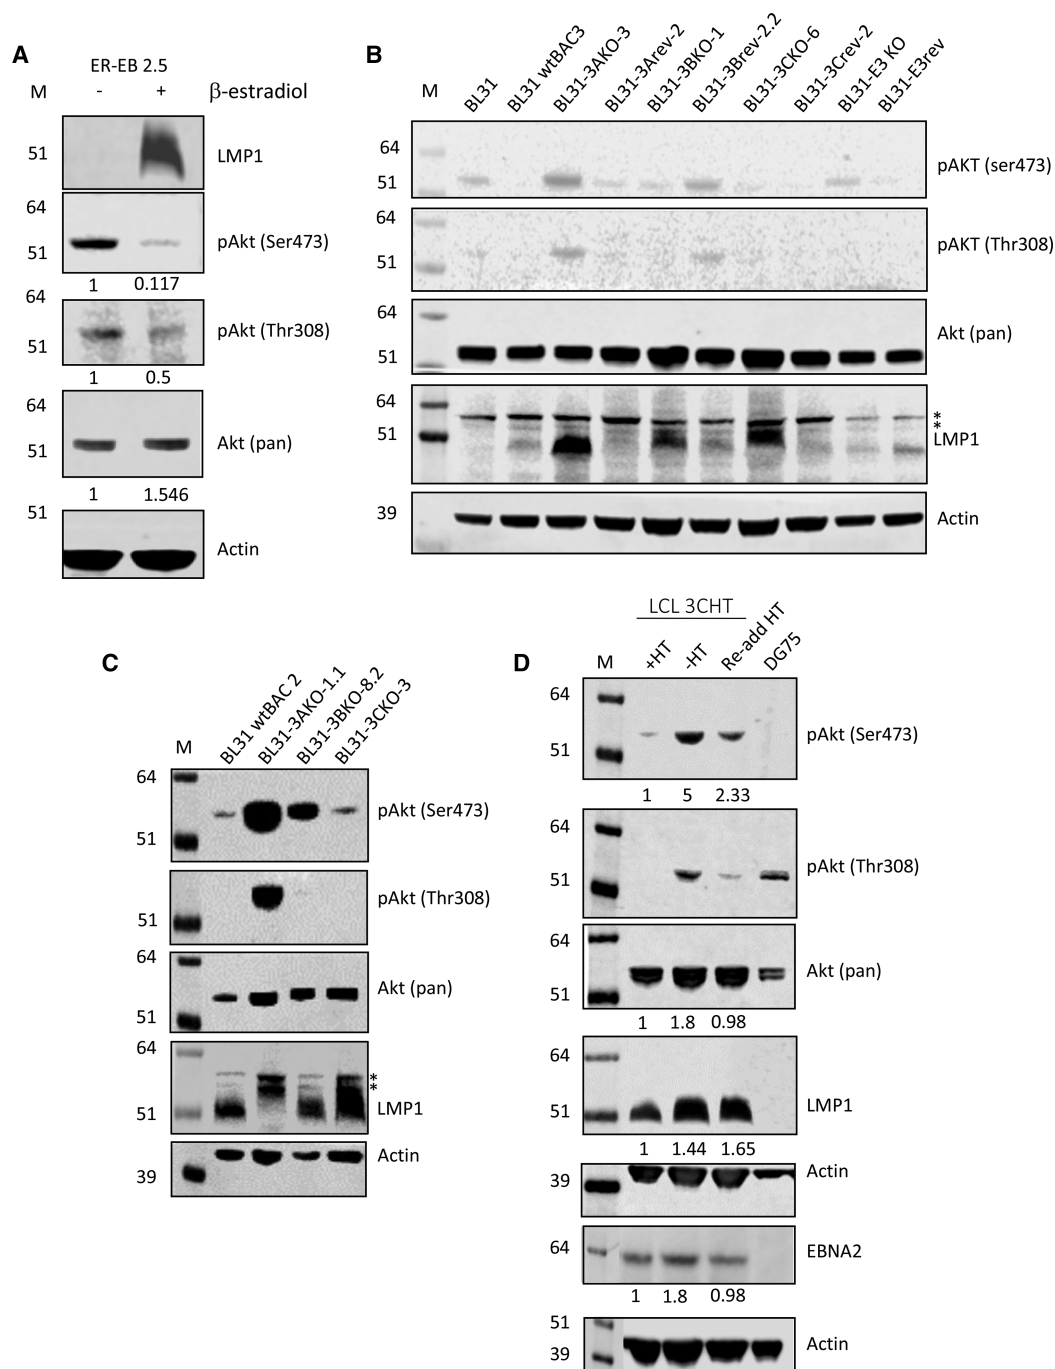 A
ER-EB 2.5
M - + β-estradiol
51 LMP1
64
51 pAkt (Ser473)
1 0.117
64
51 pAkt (Thr308)
1 0.5
64
51 Akt (pan)
1 1.546
51
Actin
B
M BL31 BL31 wtBAC3 BL31-3AKO-3 BL31-3Arev-2 BL31-3BKO-1 BL31-3Brev-2.2 BL31-3CKO-6 BL31-3Crev-2 BL31-E3 KO BL31-E3rev
64
51 pAKT (ser473)
64
51 pAKT (Thr308)
64
51 Akt (pan)
64 *
51 *
LMP1
39 Actin
C
M BL31 wtBAC 2 BL31-3AKO-1.1 BL31-3BKO-8.2 BL31-3CKO-3
64
51 pAkt (Ser473)
51 pAkt (Thr308)
64
51 Akt (pan)
64 *
*
51 LMP1
39 Actin
D
LCL 3CHT
M +HT -HT Re-add HT DG75
64
51 pAkt (Ser473)
1 5 2.33
64
51 pAkt (Thr308)
64
51 Akt (pan)
1 1.8 0.98
64
51 LMP1
1 1.44 1.65
39 Actin
64 EBNA2
1 1.8 0.98
51
39 Actin